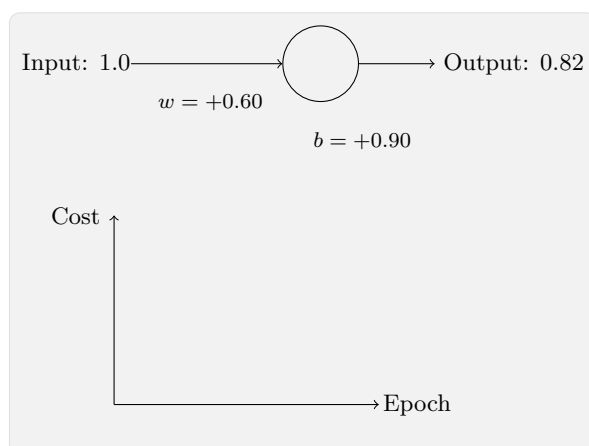 Input: 1.0
Output: 0.82
w = +0.60
b = +0.90
Cost
Epoch